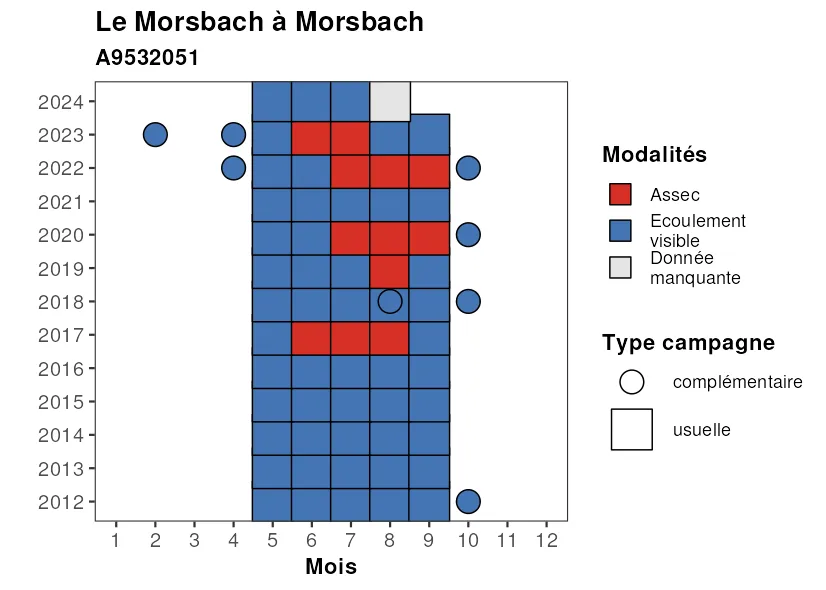 Le Morsbach à Morsbach
A9532051
2024
2023
2022
2021
2020
2019
2018
2017
2016
2015
2014
2013
2012
1 2 3 4 5 6 7 8 9 10 11 12
Mois
Modalités
Assec
Ecoulement
visible
Donnée
manquante
Type campagne
complémentaire
usuelle